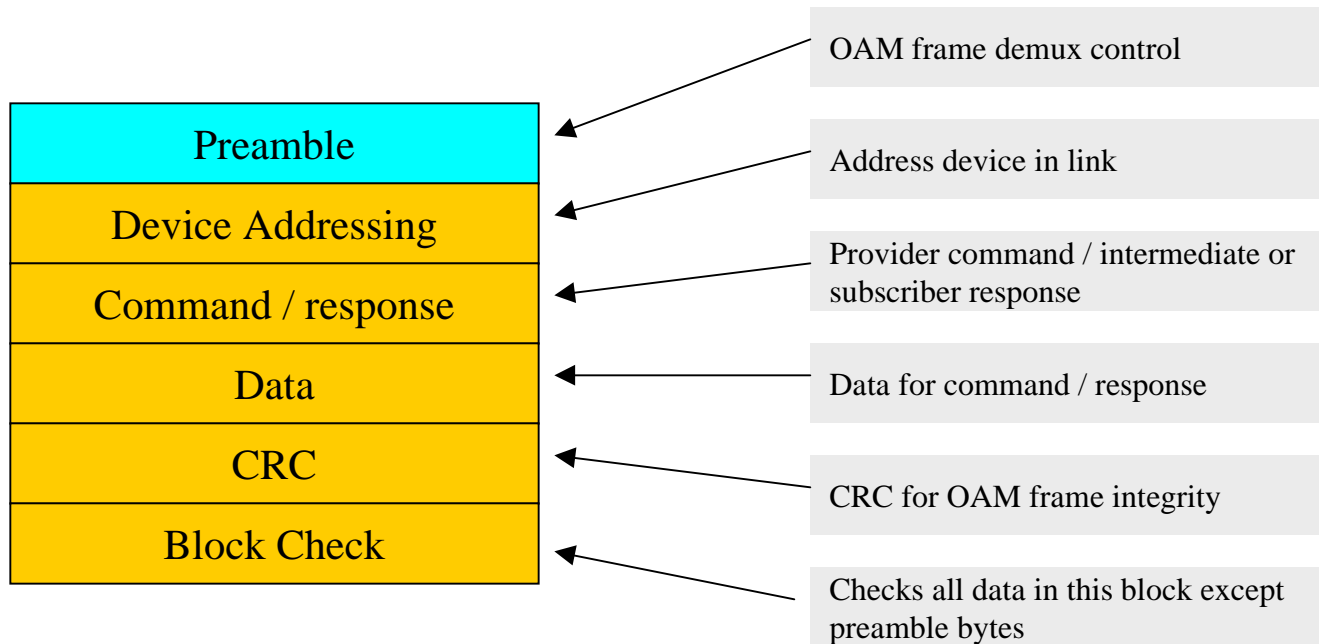 OAM frame demux control
Preamble
Address device in link
Device Addressing
Provider command / intermediate or
subscriber response
Command / response
Data
Data for command / response
CRC
CRC for OAM frame integrity
Block Check
Checks all data in this block except
preamble bytes